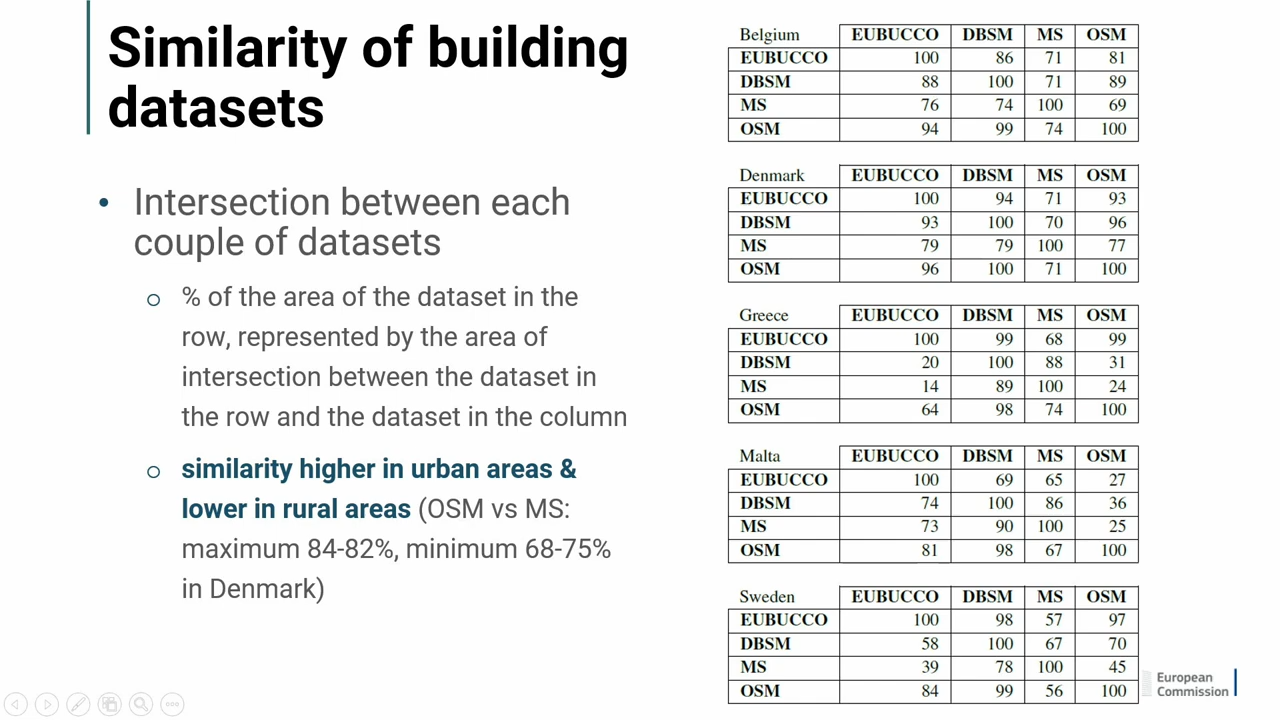 Similarity of building
datasets
• Intersection between each
couple of datasets
o % of the area of the dataset in the
row, represented by the area of
intersection between the dataset in
the row and the dataset in the column
o similarity higher in urban areas &
lower in rural areas (OSM vs MS:
maximum 84-82%, minimum 68-75%
in Denmark)
Belgium EUBUCCO DBSM MS OSM
EUBUCCO 100 86 71 81
DBSM 88 100 71 89
MS 76 74 100 69
OSM 94 99 74 100
Denmark EUBUCCO DBSM MS OSM
EUBUCCO 100 94 71 93
DBSM 93 100 70 96
MS 79 79 100 77
OSM 96 100 71 100
Greece EUBUCCO DBSM MS OSM
EUBUCCO 100 99 68 99
DBSM 20 100 88 31
MS 14 89 100 24
OSM 64 98 74 100
Malta EUBUCCO DBSM MS OSM
EUBUCCO 100 69 65 27
DBSM 74 100 86 36
MS 73 90 100 25
OSM 81 98 67 100
Sweden EUBUCCO DBSM MS OSM
EUBUCCO 100 98 57 97
DBSM 58 100 67 70
MS 39 78 100 45
OSM 84 99 56 100
European
Commission